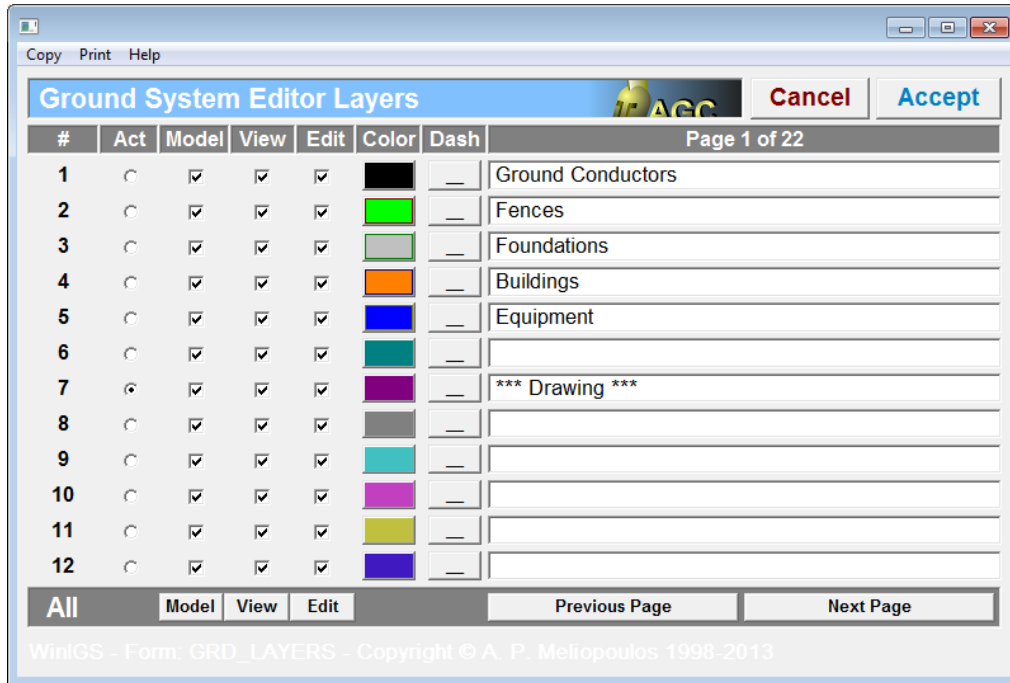 Copy Print Help
Ground System Editor Layers AGC Cancel Accept
# Act Model View Edit Color Dash Page 1 of 22
1 Ground Conductors
2 Fences
3 Foundations
4 Buildings
5 Equipment
6
7 *** Drawing ***
8
9
10
11
12
All Model View Edit Previous Page Next Page
WinIGS - Form: GRD_LAYERS - Copyright © A. P. Meliopoulos 1998-2013